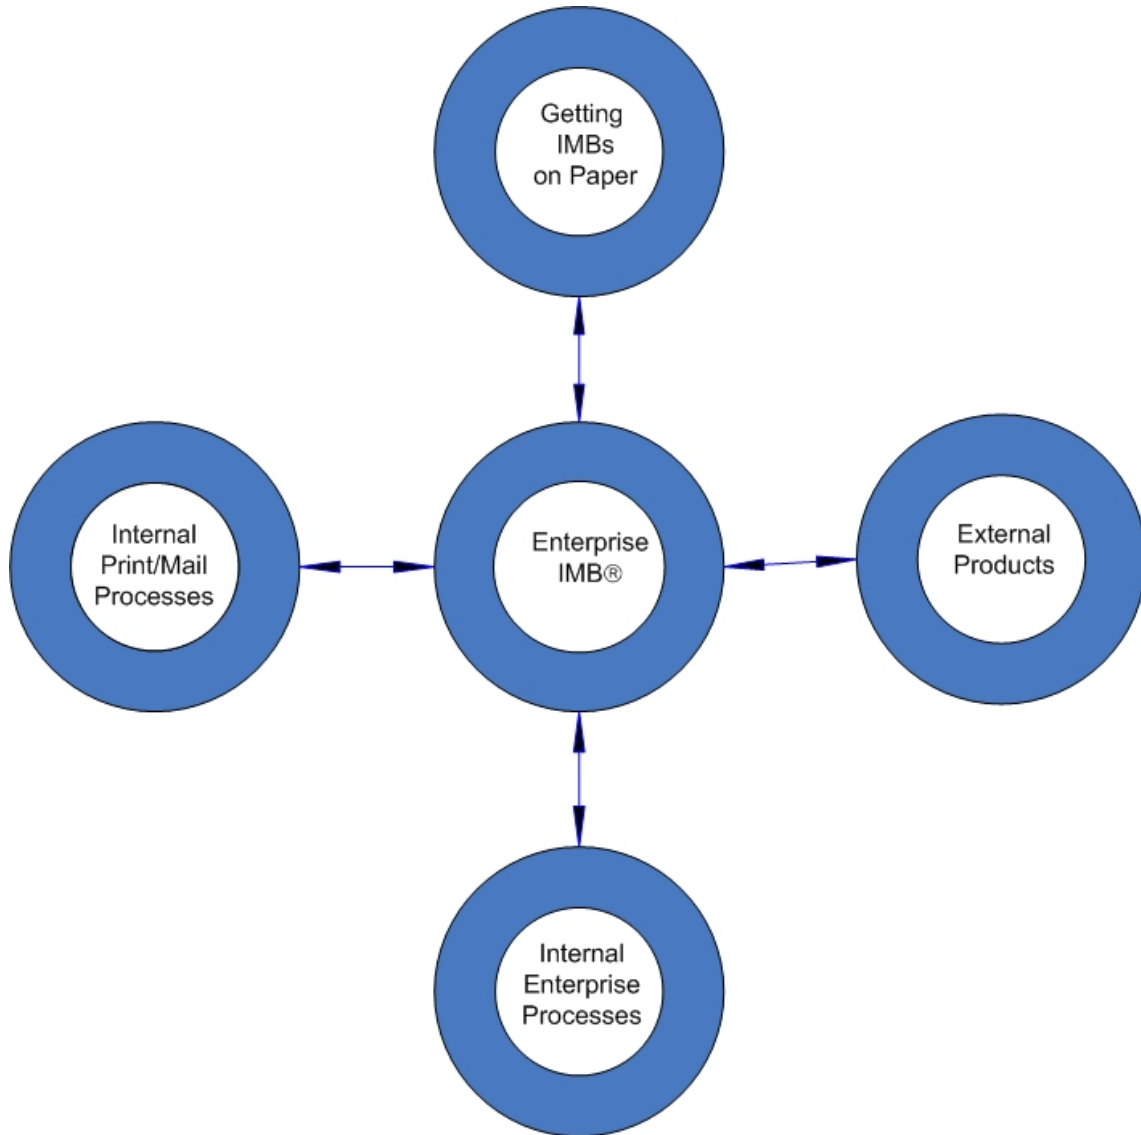 Getting
IMBs
on Paper
Internal
Print/Mail
Processes
Enterprise
IMB®
External
Products
Internal
Enterprise
Processes